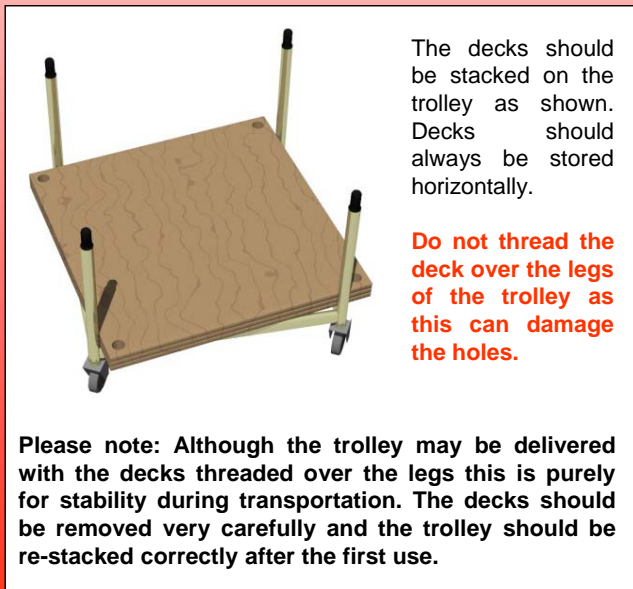 The decks should
be stacked on the
trolley as shown.
Decks should
always be stored
horizontally.
Do not thread the
deck over the legs
of the trolley as
this can damage
the holes.
Please note: Although the trolley may be delivered
with the decks threaded over the legs this is purely
for stability during transportation. The decks should
be removed very carefully and the trolley should be
re-stacked correctly after the first use.